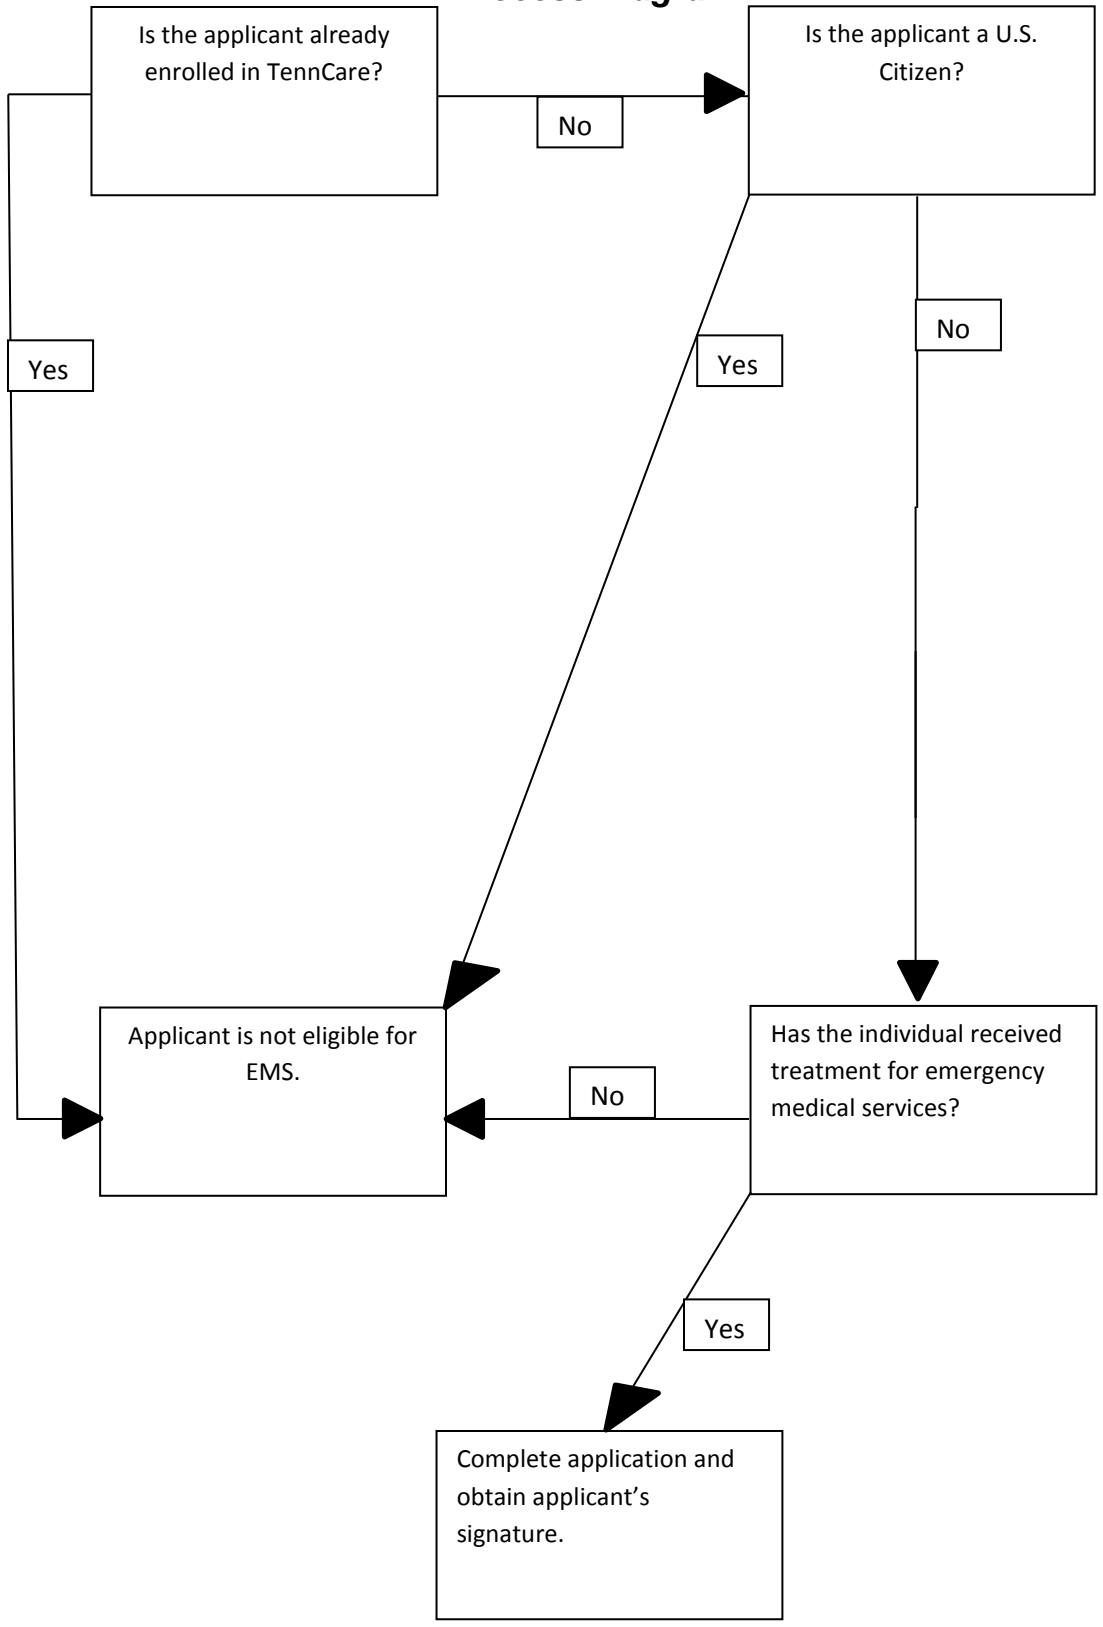 Is the applicant already
enrolled in TennCare?
Is the applicant a U.S.
Citizen?
No
No
Yes
Yes
Applicant is not eligible for
EMS.
Has the individual received
treatment for emergency
medical services?
No
Yes
Complete application and
obtain applicant’s
signature.